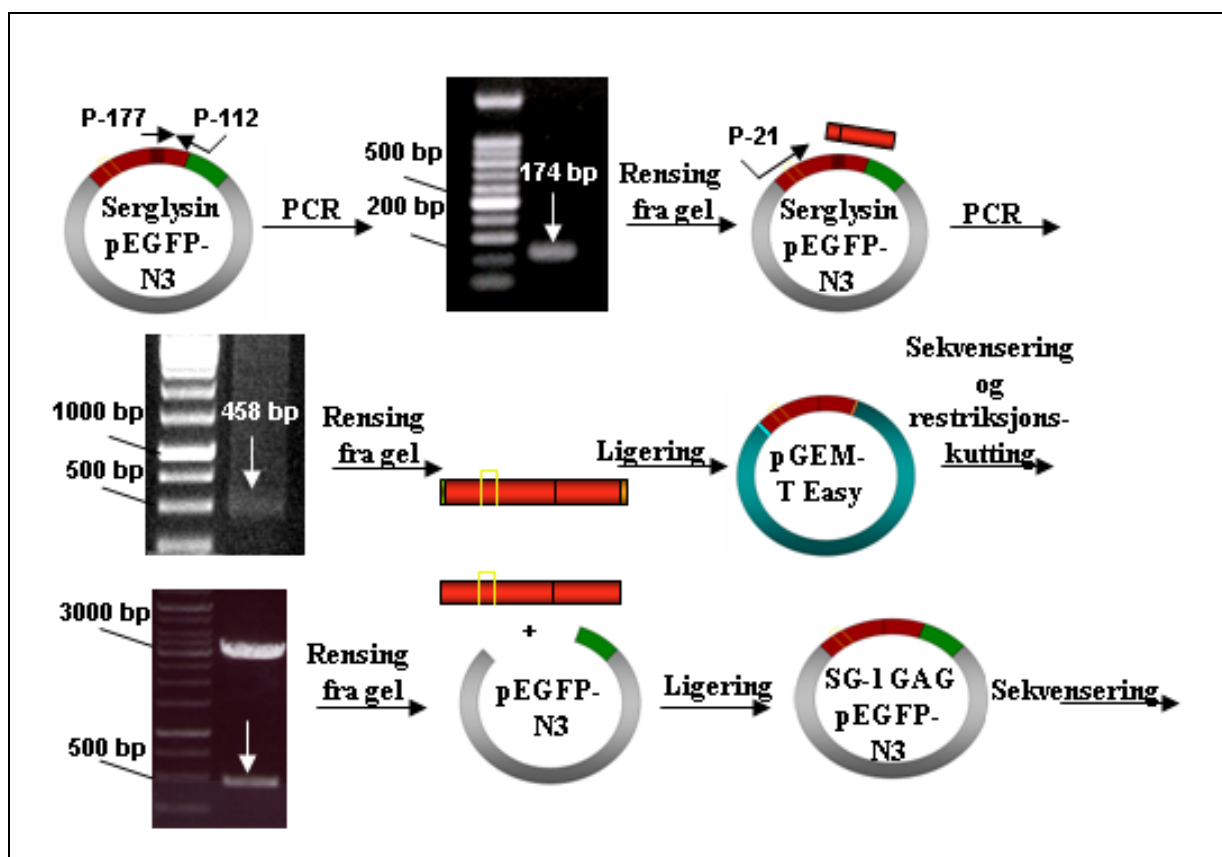 P-177
P-112
Serglysin
pEGFP-
N3
PCR
500 bp
200 bp
174 bp
Rensing
fra gel
P-21
Serglysin
pEGFP-
N3
PCR
1000 bp
500 bp
458 bp
Rensing
fra gel
Ligering
pGEM-
T Easy
Sekvensering
og
restriksjons-
kutting
3000 bp
500 bp
Rensing
fra gel
+
pEGFP-
N3
Ligering
SG-1 GAG
pEGFP-
N3
Sekvensering